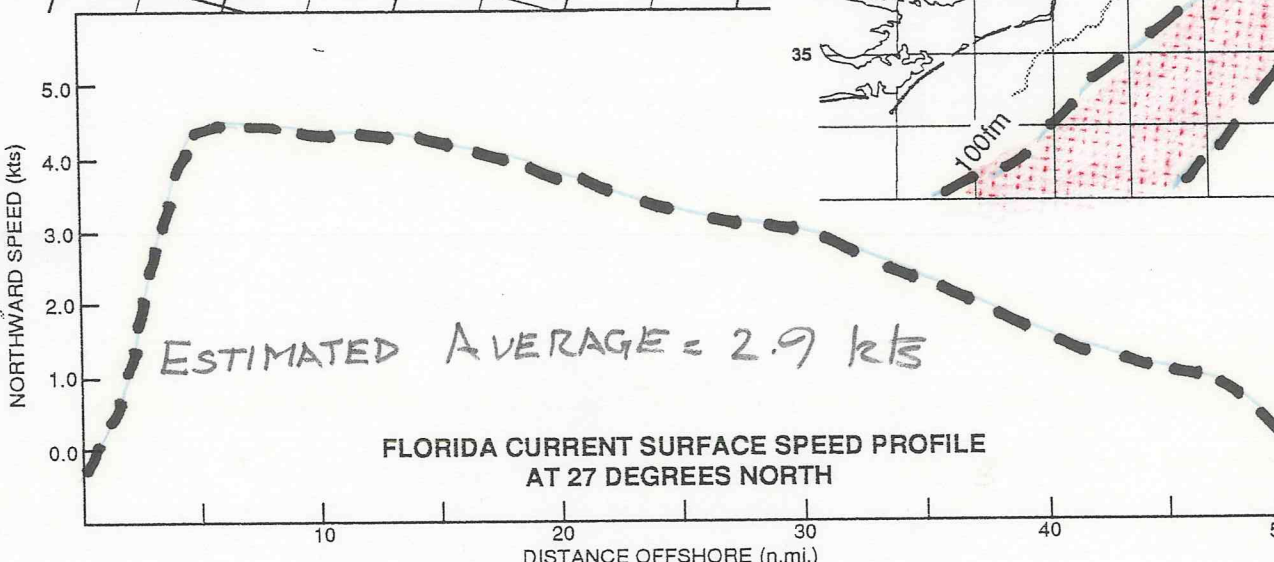 35
100fm
NORTHWARD SPEED (kts)
5.0
4.0
3.0
2.0
1.0
0.0
ESTIMATED AVERAGE = 2.9 kts
FLORIDA CURRENT SURFACE SPEED PROFILE
AT 27 DEGREES NORTH
10 20 30 40
DISTANCE OFFSHORE (n.mi.)